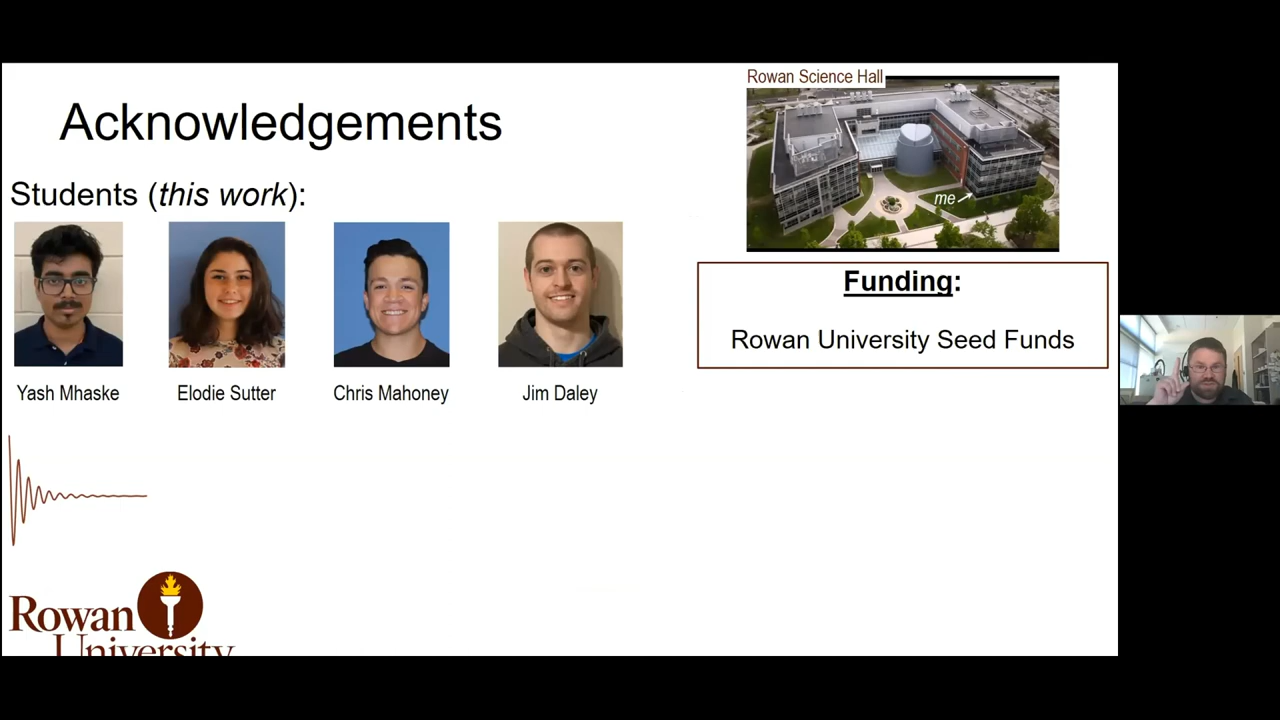 Acknowledgements
Students (this work):
Yash Mhaske
Elodie Sutter
Chris Mahoney
Jim Daley
Rowan Science Hall
me
Funding:
Rowan University Seed Funds
Rowan
University